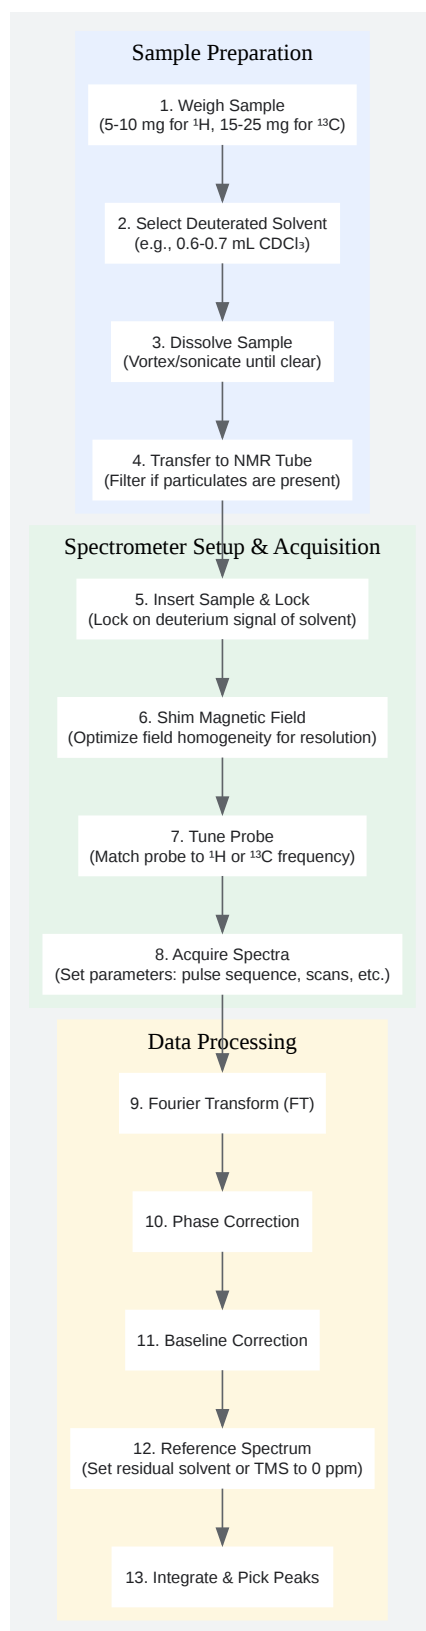 Sample Preparation
1. Weigh Sample
(5-10 mg for ¹H, 15-25 mg for ¹³C)
2. Select Deuterated Solvent
(e.g., 0.6-0.7 mL CDCl₃)
3. Dissolve Sample
(Vortex/sonicate until clear)
4. Transfer to NMR Tube
(Filter if particulates are present)
Spectrometer Setup & Acquisition
5. Insert Sample & Lock
(Lock on deuterium signal of solvent)
6. Shim Magnetic Field
(Optimize field homogeneity for resolution)
7. Tune Probe
(Match probe to ¹H or ¹³C frequency)
8. Acquire Spectra
(Set parameters: pulse sequence, scans, etc.)
Data Processing
9. Fourier Transform (FT)
10. Phase Correction
11. Baseline Correction
12. Reference Spectrum
(Set residual solvent or TMS to 0 ppm)
13. Integrate & Pick Peaks